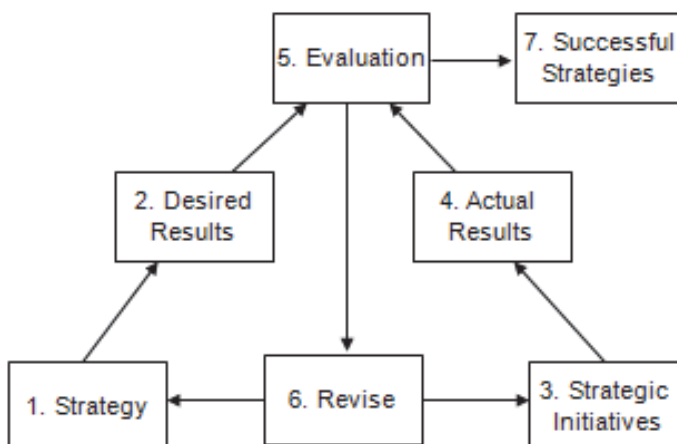 5. Evaluation
7. Successful
Strategies
2. Desired
Results
4. Actual
Results
1. Strategy
6. Revise
3. Strategic
Initiatives